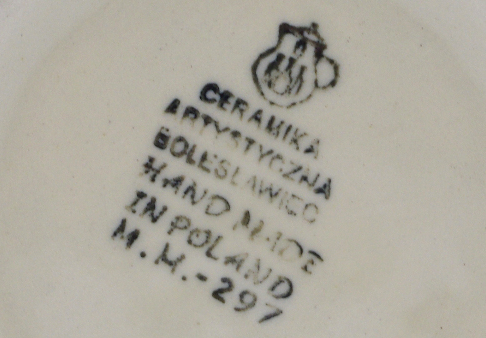 CERAMIKA
ARTYSTYCZNA
BOLESŁAWIEC
HAND MADE
IN POLAND
M.H.-297